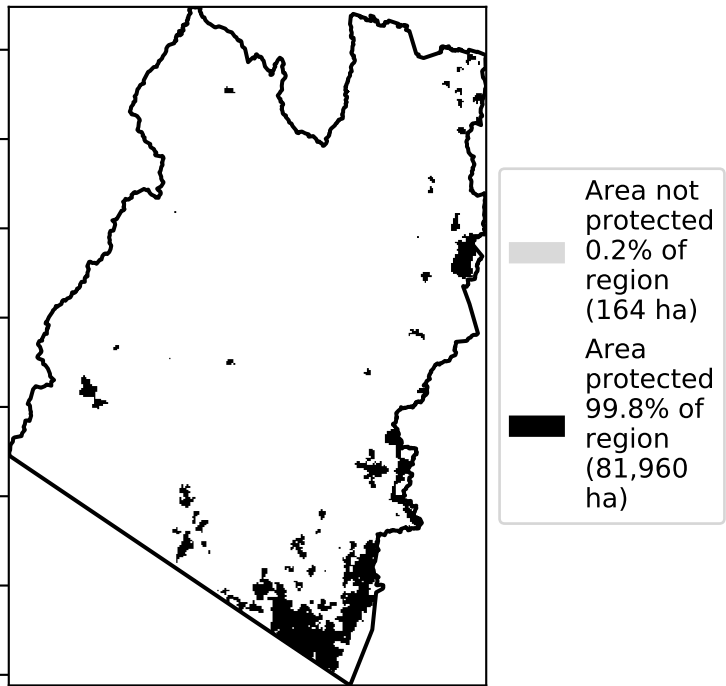 Area not
protected
0.2% of
region
(164 ha)
Area
protected
99.8% of
region
(81,960
ha)